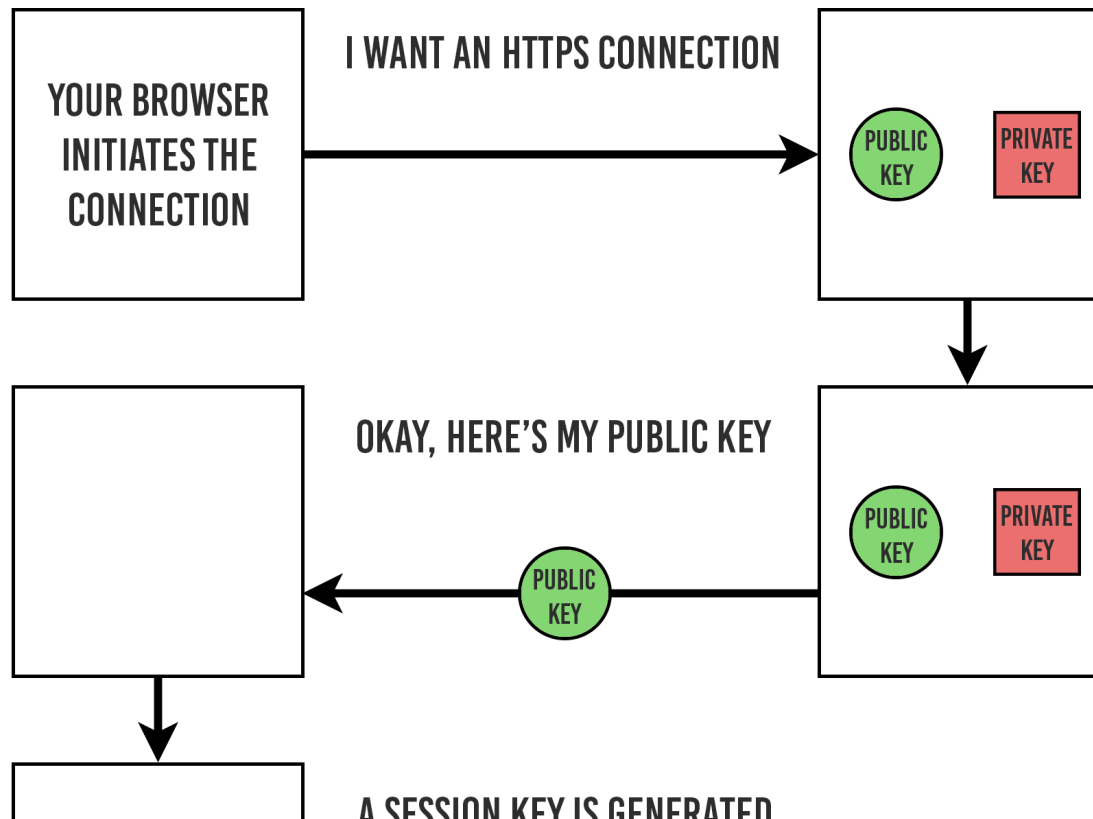 I WANT AN HTTPS CONNECTION
YOUR BROWSER
INITIATES THE
CONNECTION
PUBLIC
KEY
PRIVATE
KEY
OKAY, HERE'S MY PUBLIC KEY
PUBLIC
KEY
PRIVATE
KEY
PUBLIC
KEY
A SESSION KEY IS GENERATED